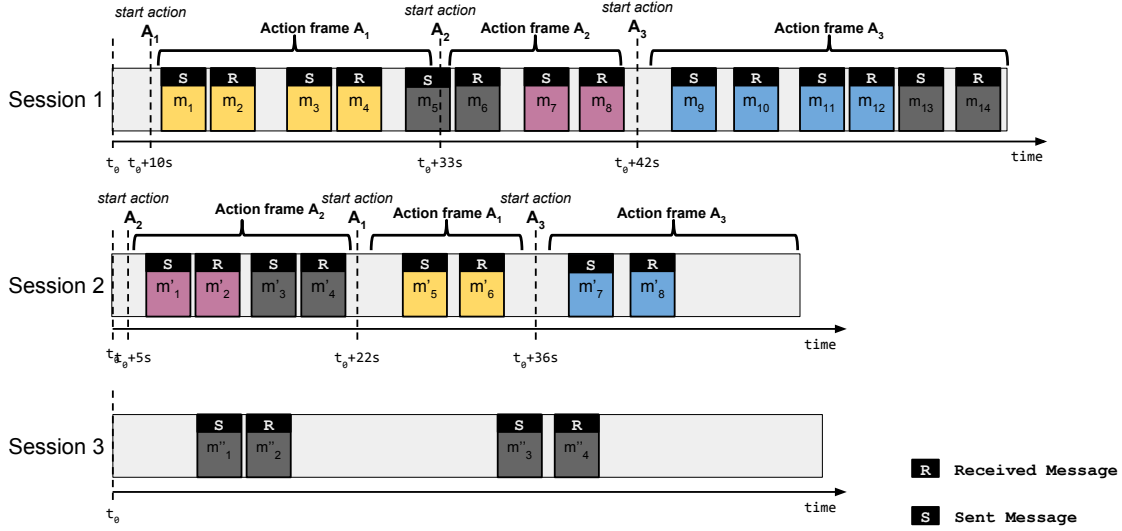 start action start action start action
A₁ Action frame A₁ A₂ Action frame A₂ A₃ Action frame A₃
S R S R S R S R S R S R S R
Session 1 m₁ m₂ m₃ m₄ m₅ m₆ m₇ m₈ m₉ m₁₀ m₁₁ m₁₂ m₁₃ m₁₄
t₀ t₀+10s t₀+33s t₀+42s time
start action start action start action
A₂ Action frame A₂ A₁ Action frame A₁ A₃ Action frame A₃
S R S R S R S R
Session 2 m'₁ m'₂ m'₃ m'₄ m'₅ m'₆ m'₇ m'₈
t₀ t₀+5s t₀+22s t₀+36s time
S R S R
Session 3 m''₁ m''₂ m''₃ m''₄
R Received Message
t₀ time
S Sent Message